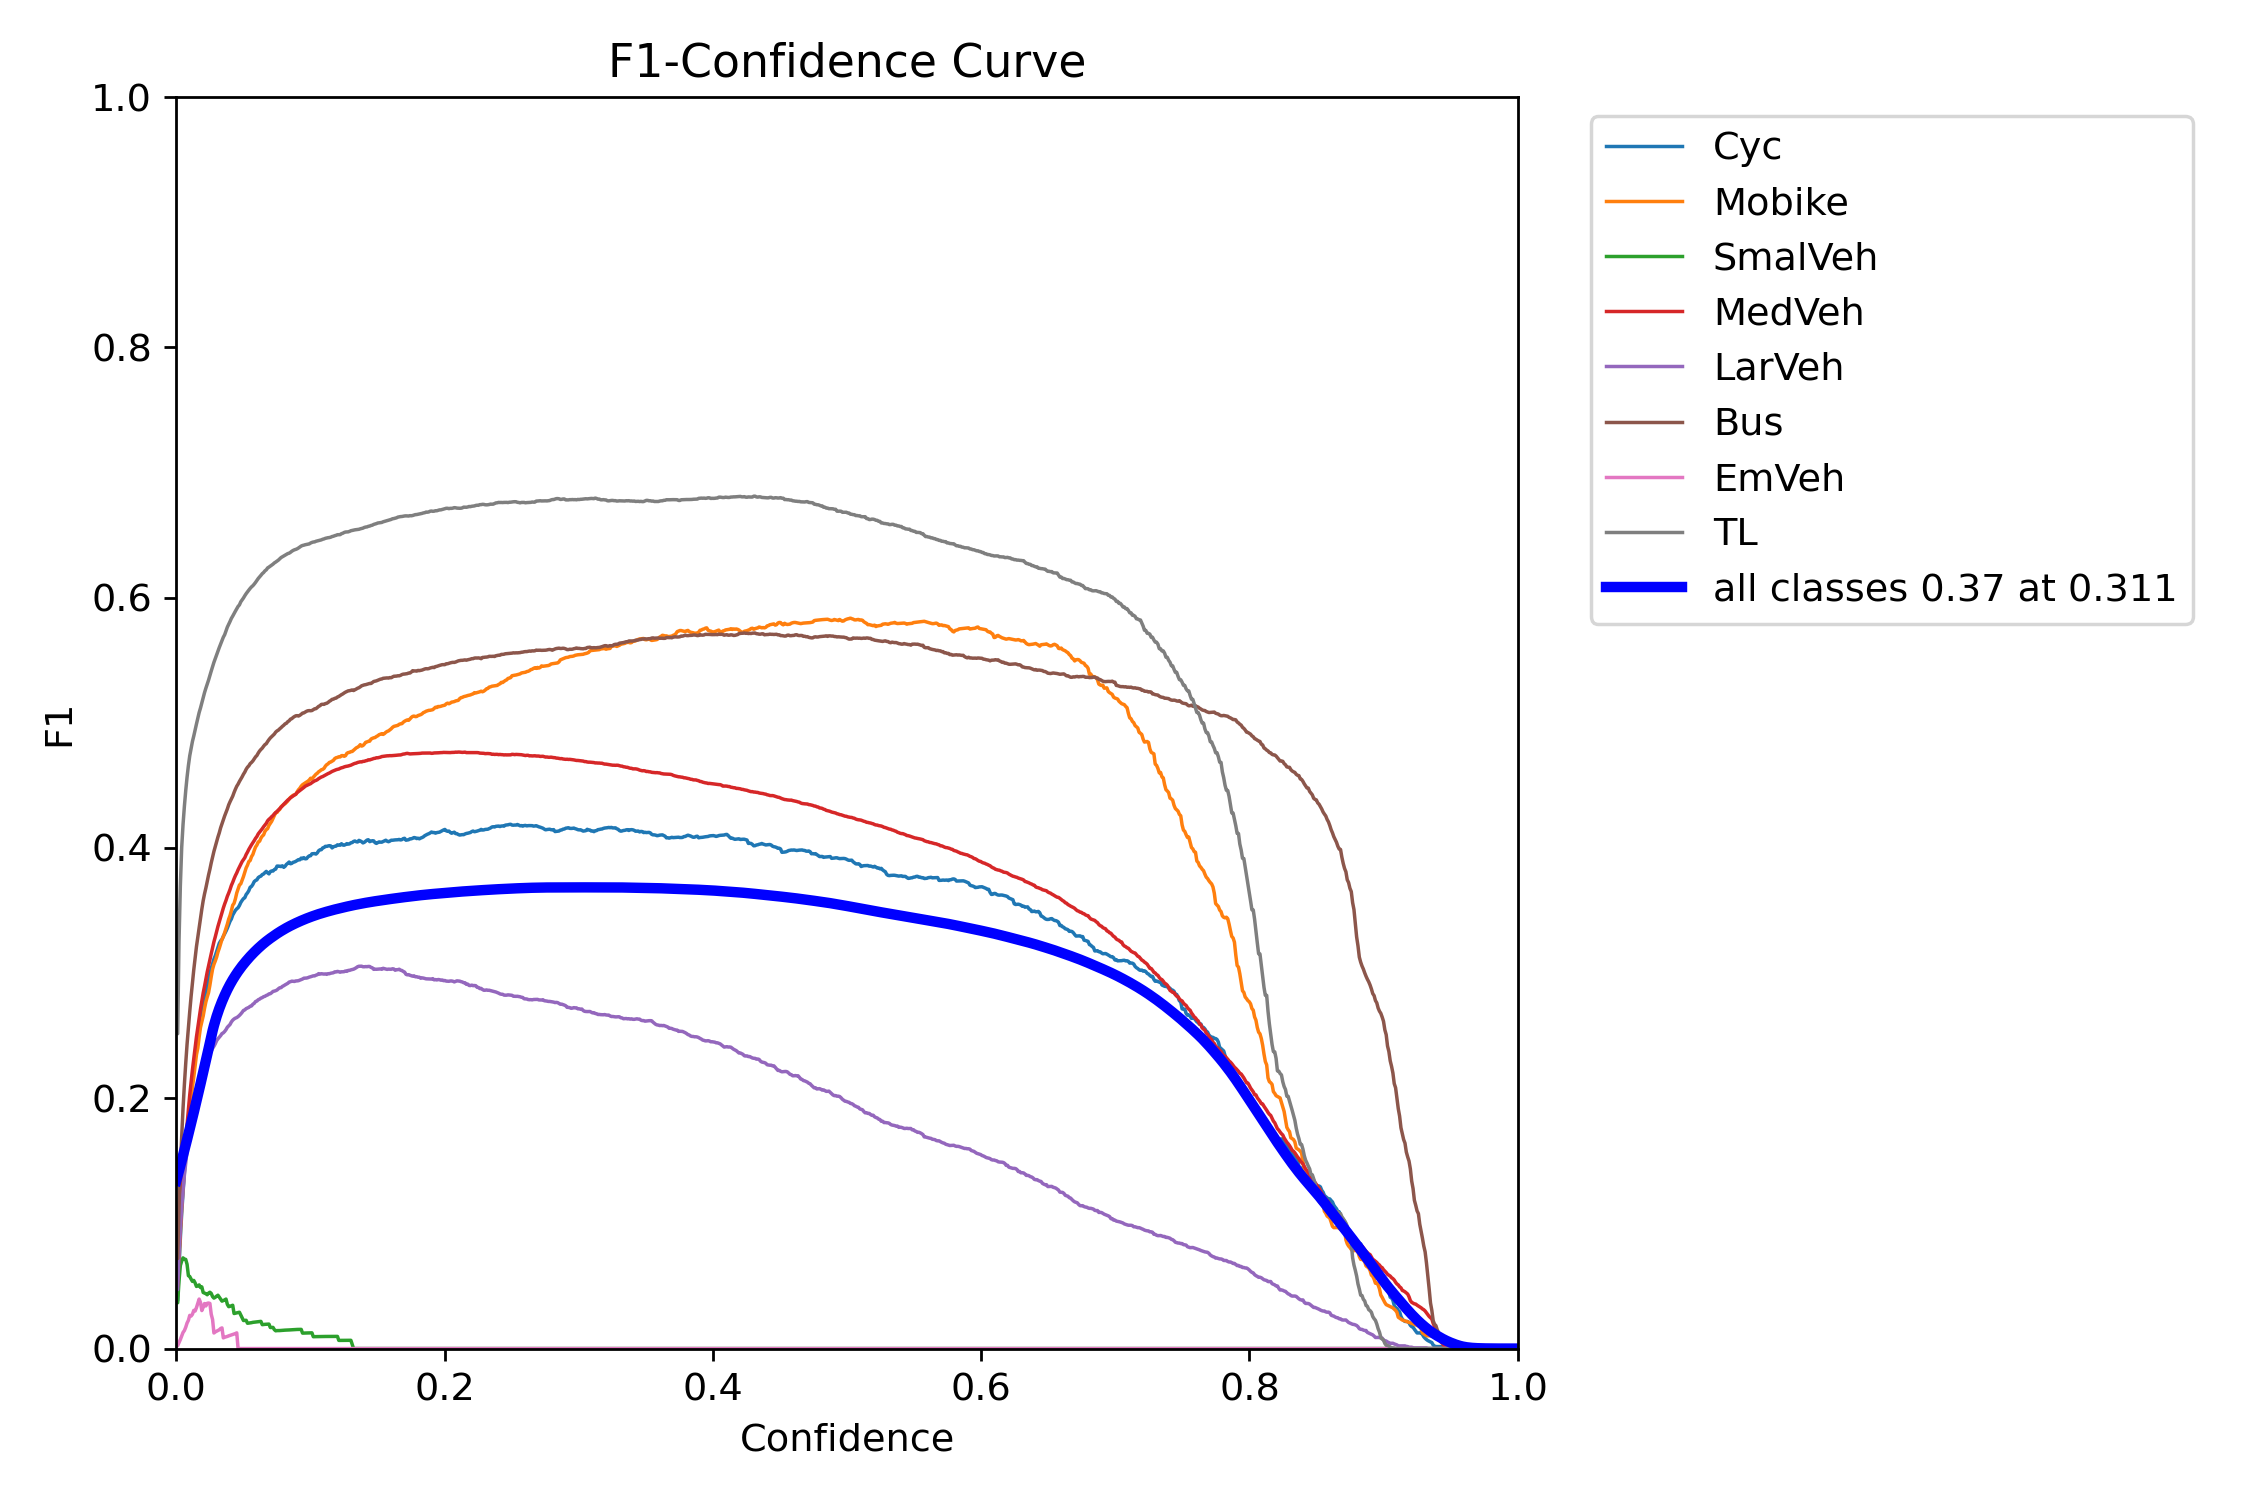 F1-Confidence Curve
1.0
0.8
0.6
0.4
0.2
0.0
F1
0.0 0.2 0.4 0.6 0.8 1.0
Confidence
Cyc
Mobike
SmalVeh
MedVeh
LarVeh
Bus
EmVeh
TL
all classes 0.37 at 0.311